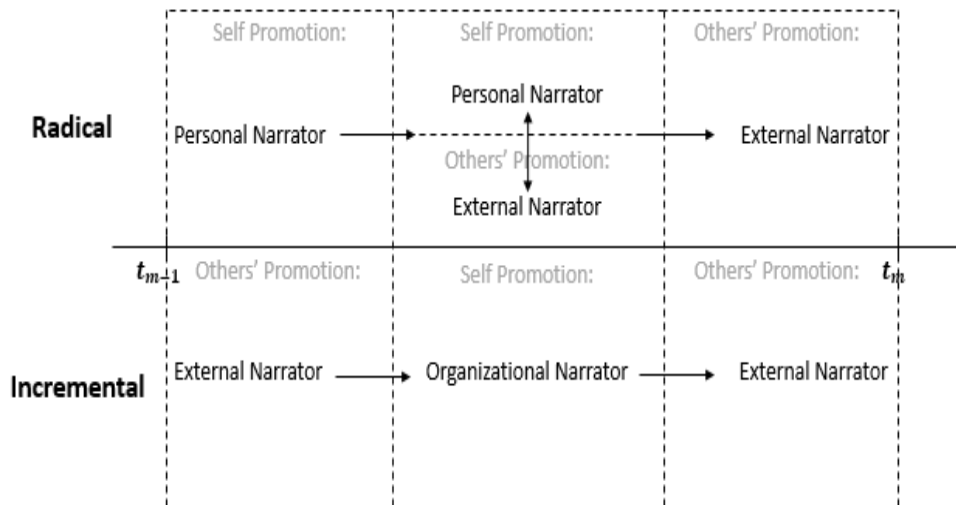 Self Promotion:
Self Promotion:
Others' Promotion:
Radical
Personal Narrator
Personal Narrator
Others' Promotion:
External Narrator
External Narrator
t_{m-1}
Others' Promotion:
Self Promotion:
Others' Promotion:
t_m
Incremental
External Narrator
Organizational Narrator
External Narrator